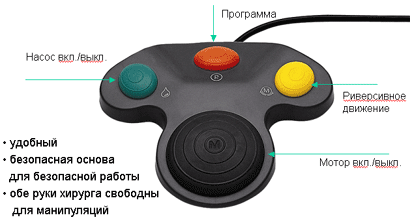 Программа
Насос вкл./выкл.
Риверсивное
движение
P
M
M
Мотор вкл./выкл.
• удобный
• безопасная основа
для безопасной работы
• обе руки хирурга свободны
для манипуляций